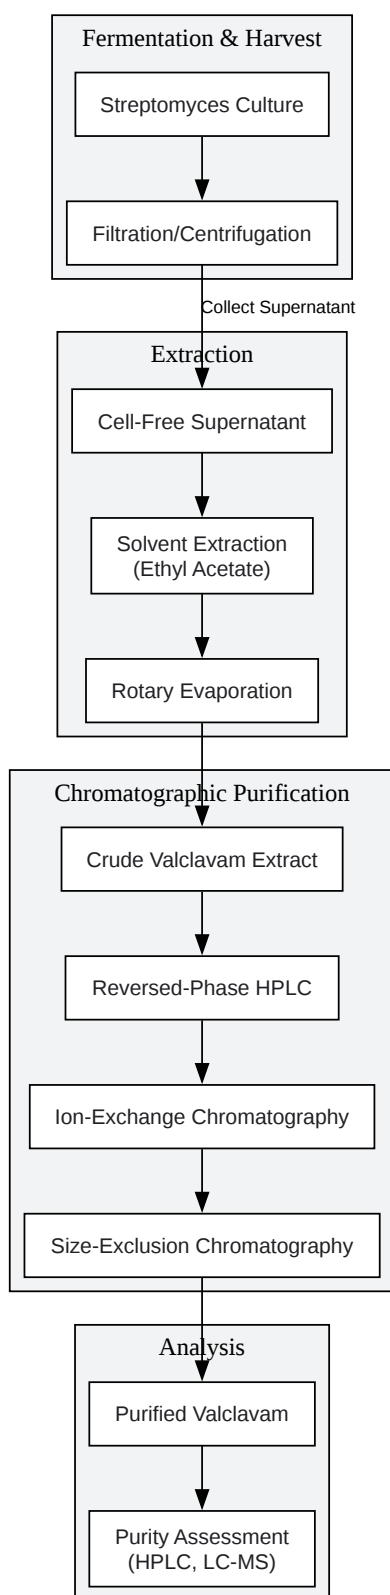 Fermentation & Harvest
Streptomyces Culture
Filtration/Centrifugation
Collect Supernatant
Extraction
Cell-Free Supernatant
Solvent Extraction
(Ethyl Acetate)
Rotary Evaporation
Chromatographic Purification
Crude Valclavam Extract
Reversed-Phase HPLC
Ion-Exchange Chromatography
Size-Exclusion Chromatography
Analysis
Purified Valclavam
Purity Assessment
(HPLC, LC-MS)